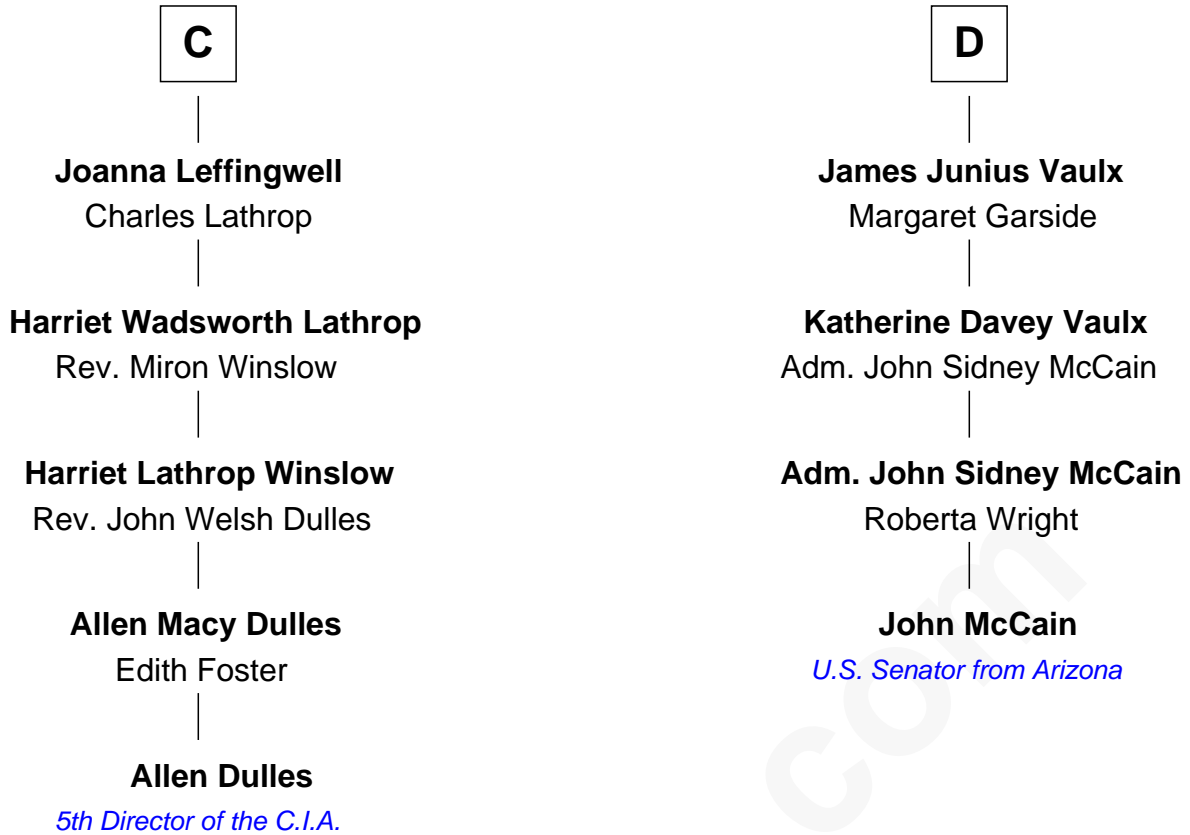 C
Joanna Leffingwell
Charles Lathrop
Harriet Wadsworth Lathrop
Rev. Miron Winslow
Harriet Lathrop Winslow
Rev. John Welsh Dulles
Allen Macy Dulles
Edith Foster
Allen Dulles
5th Director of the C.I.A.
D
James Junius Vaulx
Margaret Garside
Katherine Davey Vaulx
Adm. John Sidney McCain
Adm. John Sidney McCain
Roberta Wright
John McCain
U.S. Senator from Arizona
com